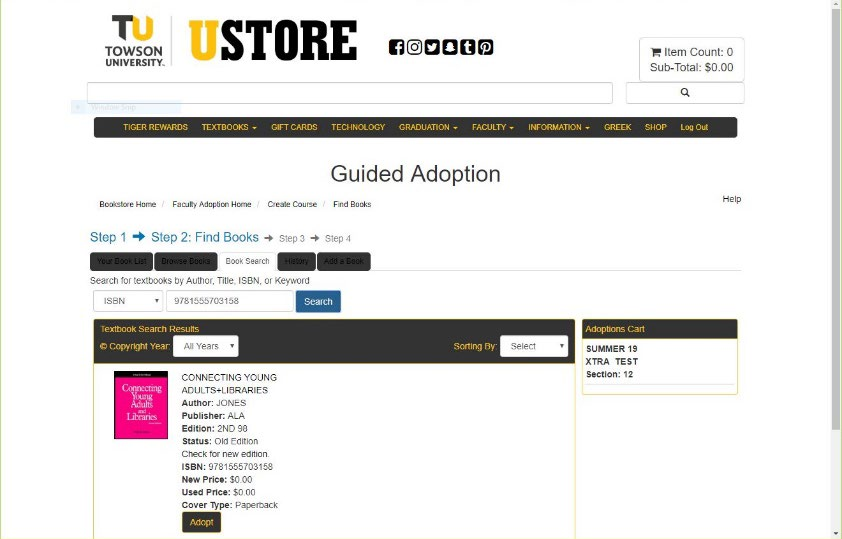 TU
TOWSON
UNIVERSITY.
USTORE
Item Count: 0
Sub-Total: $0.00
Window Snip
TIGER REWARDS TEXTBOOKS GIFT CARDS TECHNOLOGY GRADUATION FACULTY INFORMATION GREEK SHOP Log Out
Guided Adoption
Bookstore Home / Faculty Adoption Home / Create Course / Find Books
Help
Step 1 → Step 2: Find Books → Step 3 → Step 4
Your Book List Browse Books Book Search History Add a Book
Search for textbooks by Author, Title, ISBN, or Keyword
ISBN 9781555703158 Search
Textbook Search Results
© Copyright Year: All Years Sorting By: Select
Connecting
Young
Adults
and
Libraries
CONNECTING YOUNG
ADULTS+LIBRARIES
Author: JONES
Publisher: ALA
Edition: 2ND 98
Status: Old Edition
Check for new edition.
ISBN: 9781555703158
New Price: $0.00
Used Price: $0.00
Cover Type: Paperback
Adopt
Adoptions Cart
SUMMER 19
XTRA TEST
Section: 12